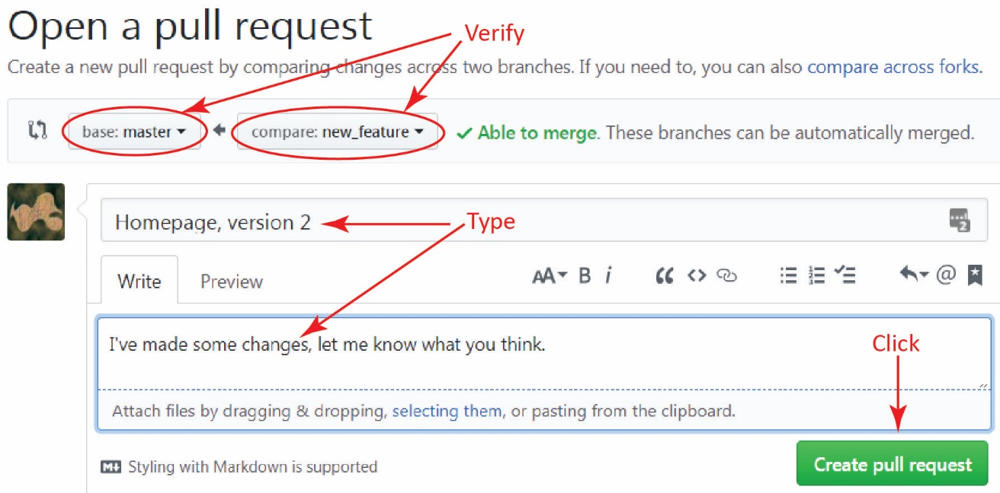 Open a pull request
Verify
Create a new pull request by comparing changes across two branches. If you need to, you can also compare across forks.
base: master compare: new_feature Able to merge. These branches can be automatically merged.
Homepage, version 2 Type
2
Write Preview AA B i @
I've made some changes, let me know what you think.
Click
Attach files by dragging & dropping, selecting them, or pasting from the clipboard.
M Styling with Markdown is supported
Create pull request